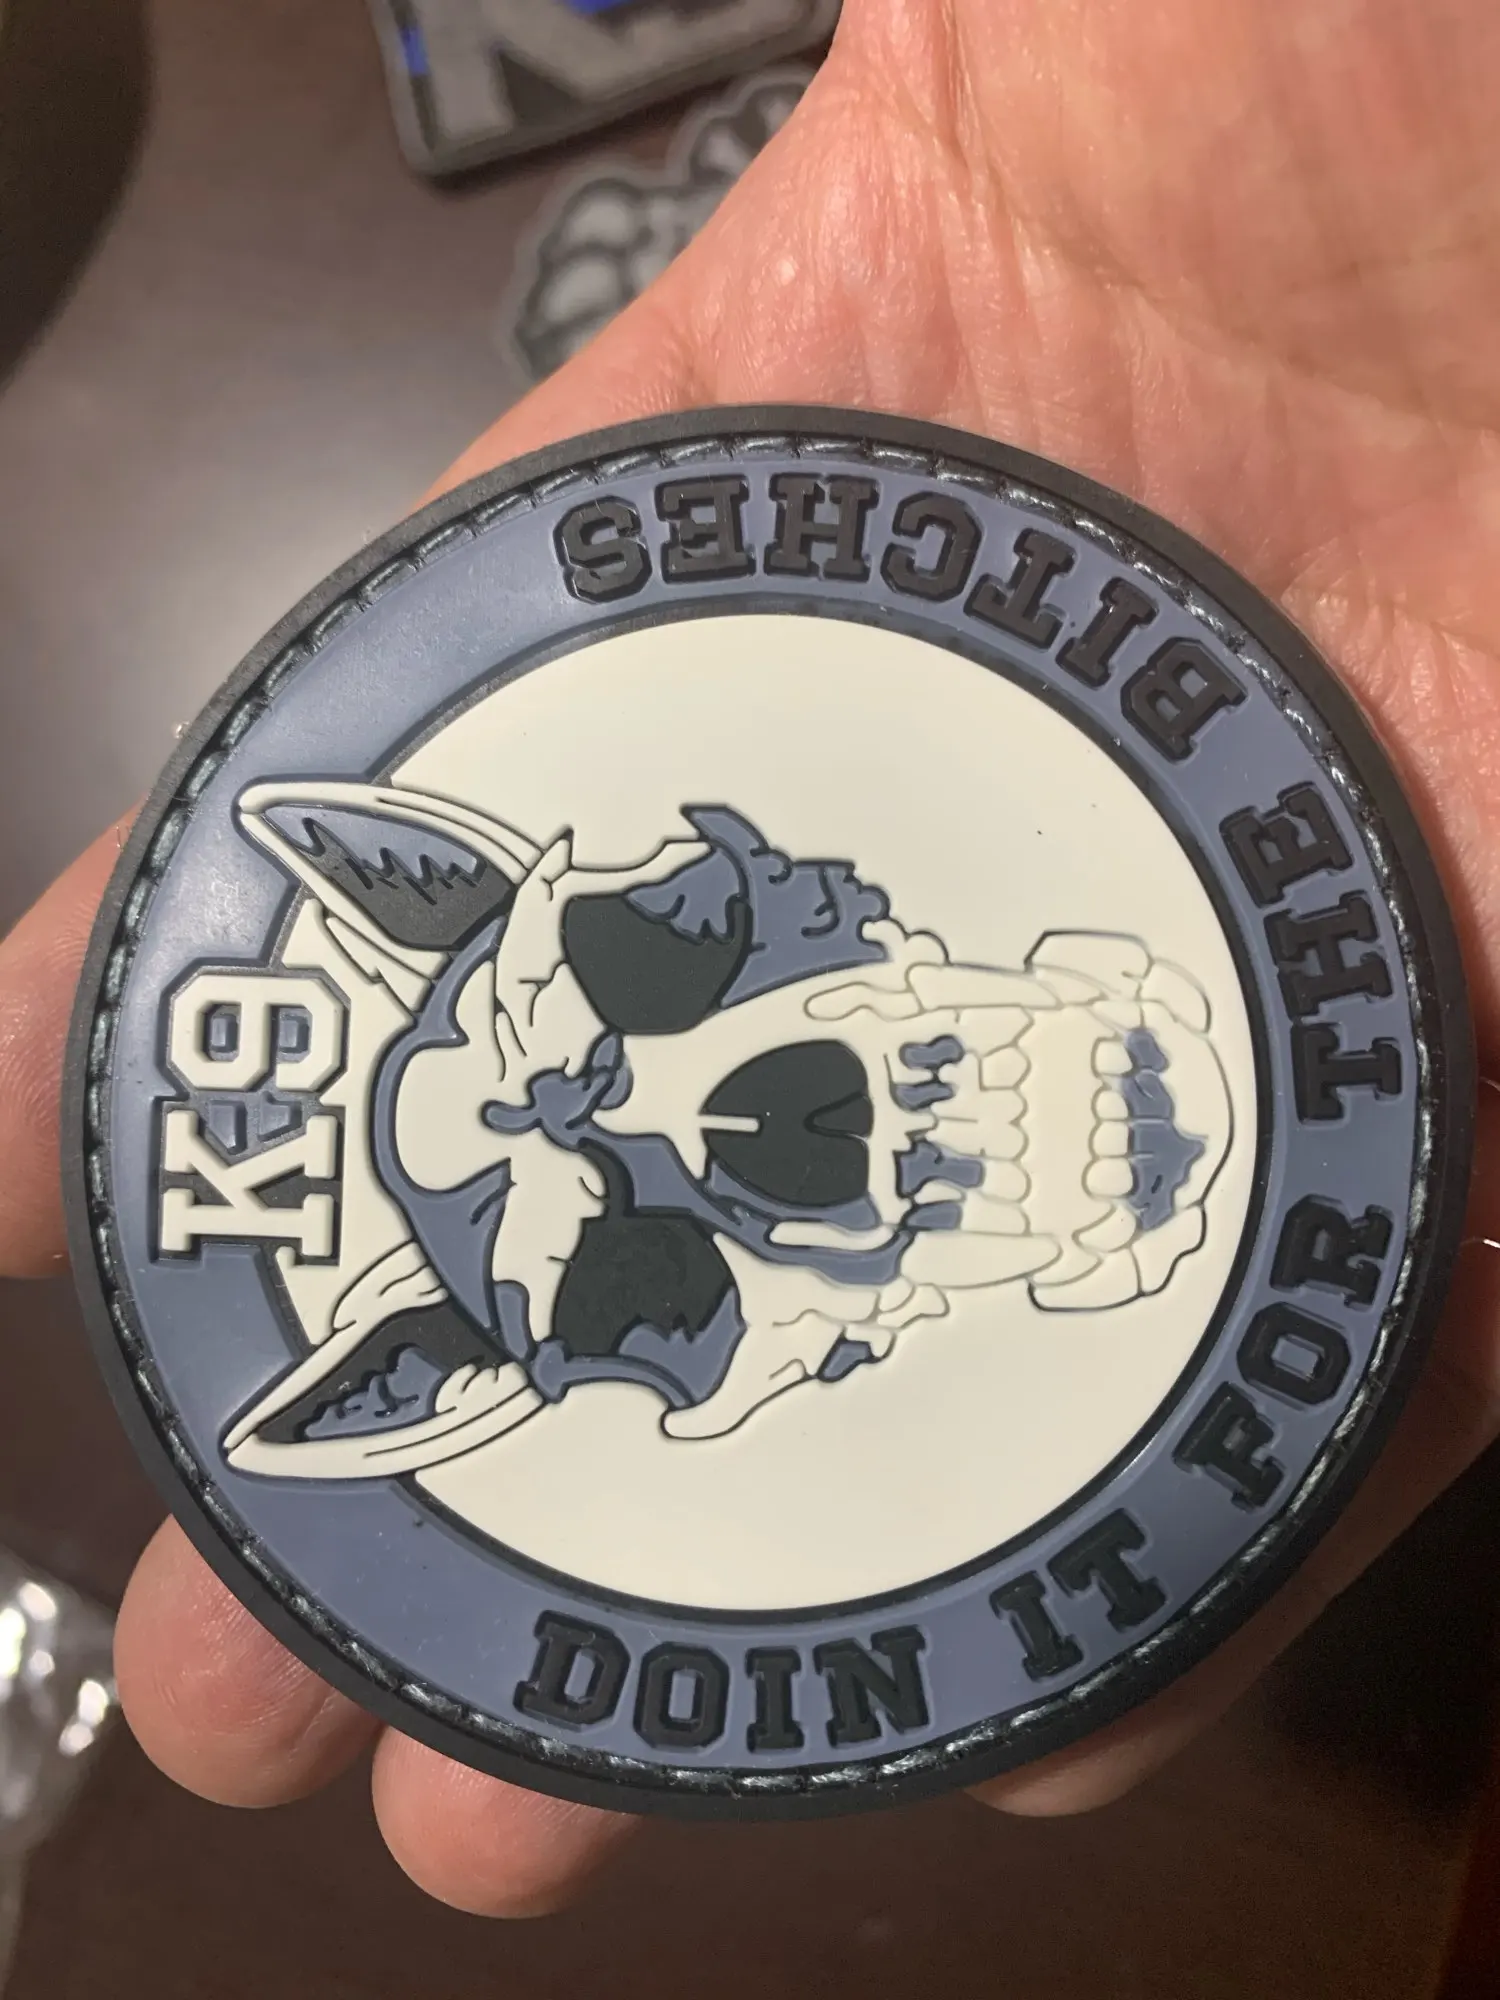 K9
DOIN IT FOR THE BITCHES